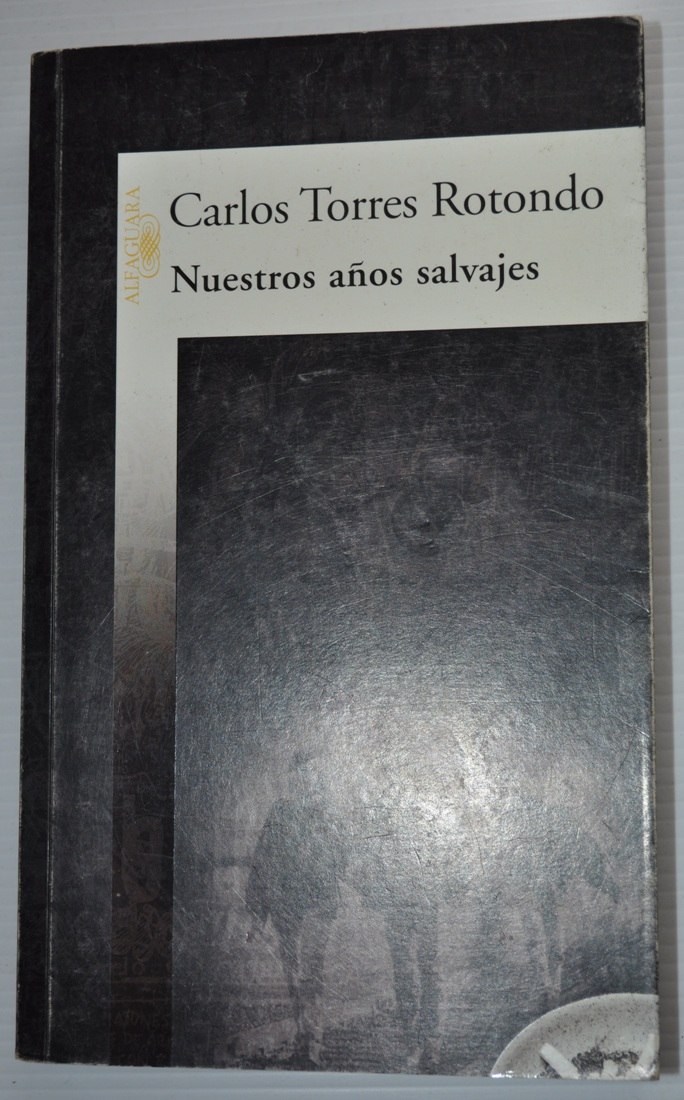 ALFAGUARA
Carlos Torres Rotondo
Nuestros años salvajes